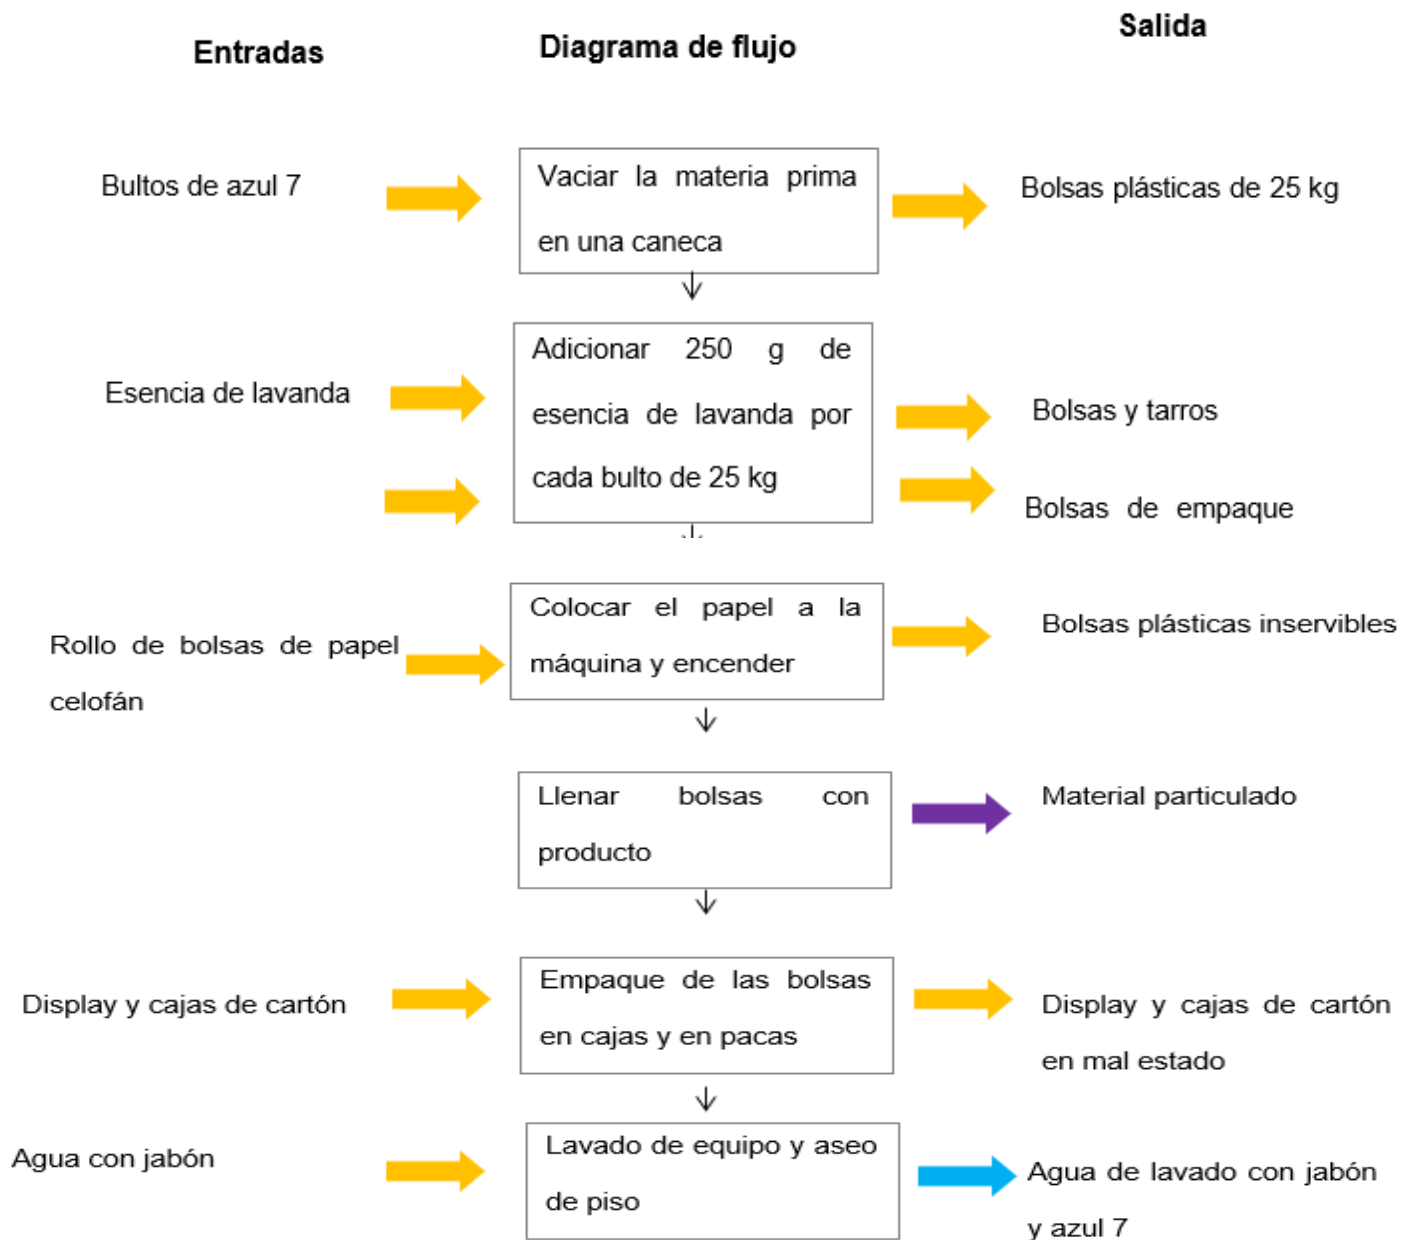 Entradas
Diagrama de flujo
Salida
Bultos de azul 7
Vaciar la materia prima
en una caneca
Bolsas plásticas de 25 kg
Esencia de lavanda
Adicionar 250 g de
esencia de lavanda por
cada bulto de 25 kg
Bolsas y tarros
Bolsas de empaque
Rollo de bolsas de papel
celofán
Colocar el papel a la
máquina y encender
Bolsas plásticas inservibles
Llenar bolsas con
producto
Material particulado
Display y cajas de cartón
Empaque de las bolsas
en cajas y en pacas
Display y cajas de cartón
en mal estado
Agua con jabón
Lavado de equipo y aseo
de piso
Agua de lavado con jabón
y azul 7